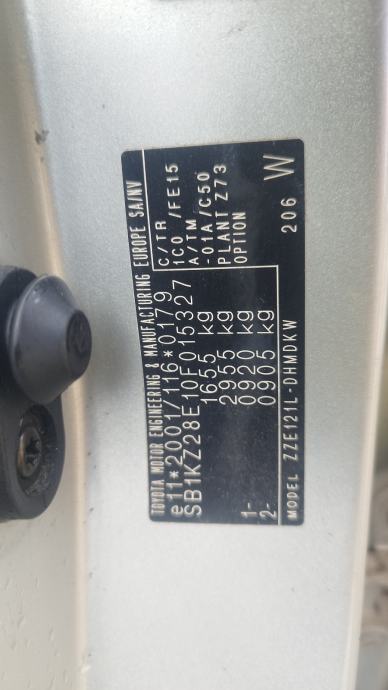 TOYOTA MOTOR ENGINEERING & MANUFACTURING EUROPE SA/NV
e11*2001/116*0179
SB1KZ28E10F015327
1655 kg
2955 kg
1- 0920 kg
2- 0905 kg
C/TR
1C0 /FE15
A/TM
-01A /C50
PLANT Z73
OPTION
W
MODEL ZZE121L-DHMDKW 206